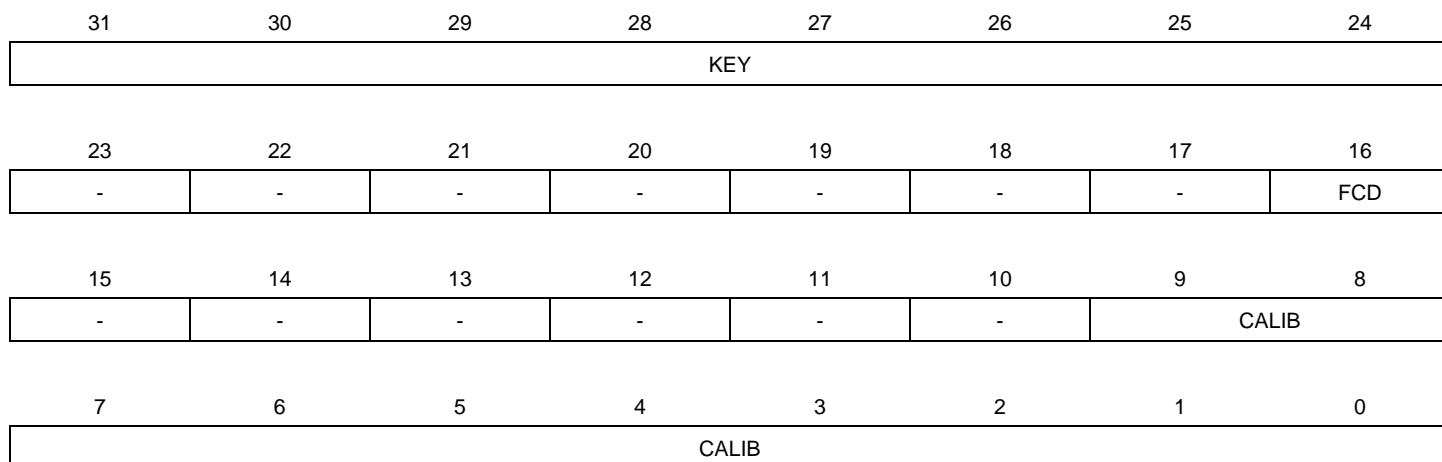 31 30 29 28 27 26 25 24
KEY
23 22 21 20 19 18 17 16
- - - - - - - FCD
15 14 13 12 11 10 9 8
- - - - - - CALIB
7 6 5 4 3 2 1 0
CALIB